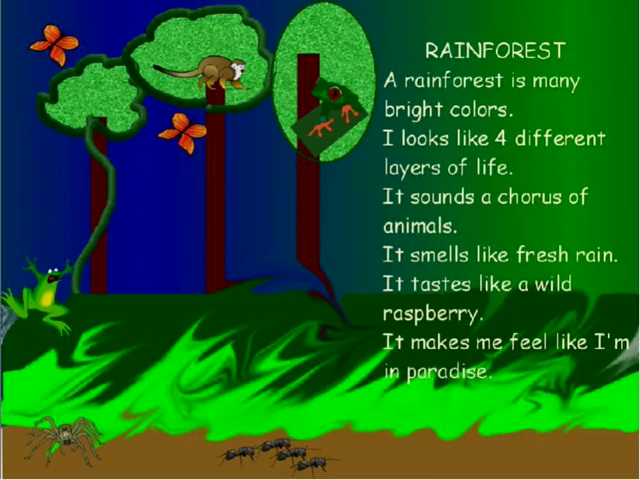 RAINFOREST
A rainforest is many
bright colors.
I looks like 4 different
layers of life.
It sounds a chorus of
animals.
It smells like fresh rain.
It tastes like a wild
raspberry.
It makes me feel like I'm
in paradise.